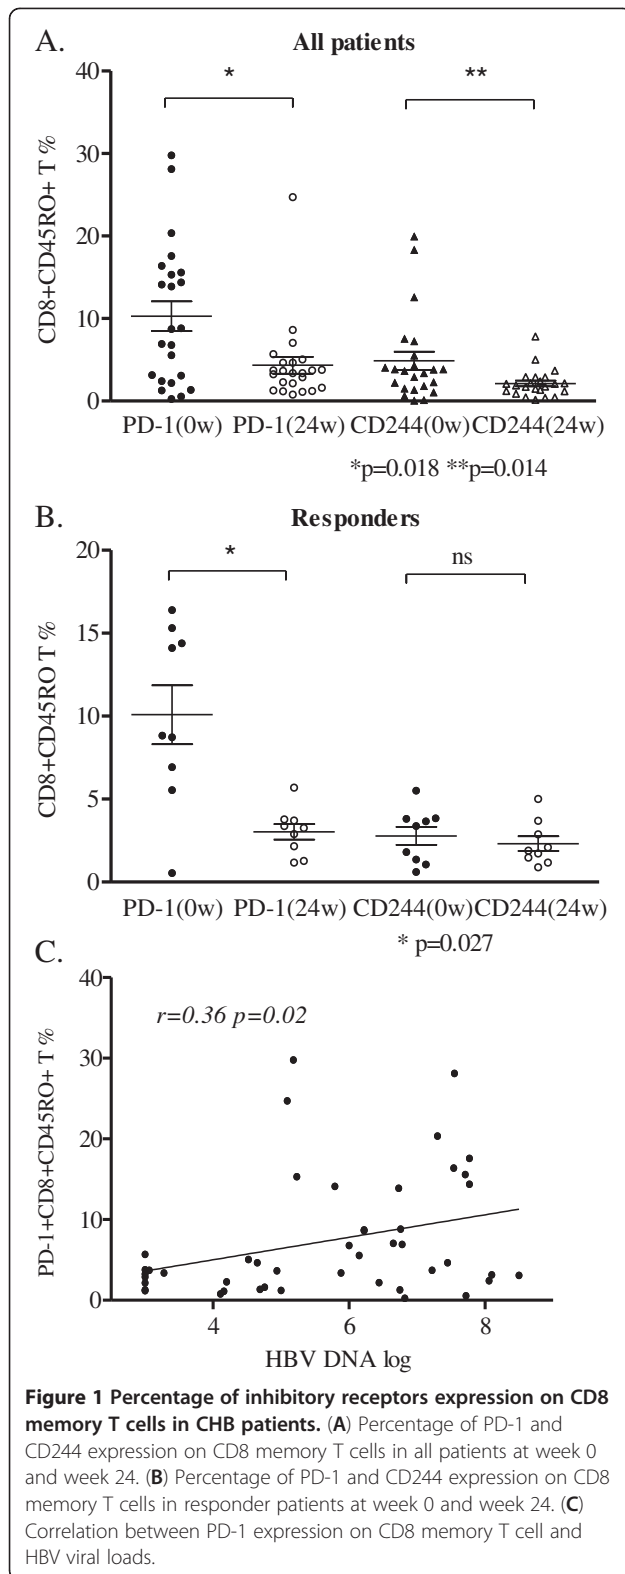 A.
All patients
CD8+CD45RO+ T %
40
30
20
10
0
*
**
PD-1(0w) PD-1(24w) CD244(0w) CD244(24w)
*p=0.018 **p=0.014
B.
Responders
CD8+CD45RO T %
20
15
10
5
0
*
ns
PD-1(0w) PD-1(24w) CD244(0w) CD244(24w)
* p=0.027
C.
PD-1+CD8+CD45RO+ T %
40
30
20
10
0
r=0.36 p=0.02
4 6 8
HBV DNA log
Figure 1 Percentage of inhibitory receptors expression on CD8
memory T cells in CHB patients. (A) Percentage of PD-1 and
CD244 expression on CD8 memory T cells in all patients at week 0
and week 24. (B) Percentage of PD-1 and CD244 expression on CD8
memory T cells in responder patients at week 0 and week 24. (C)
Correlation between PD-1 expression on CD8 memory T cell and
HBV viral loads.